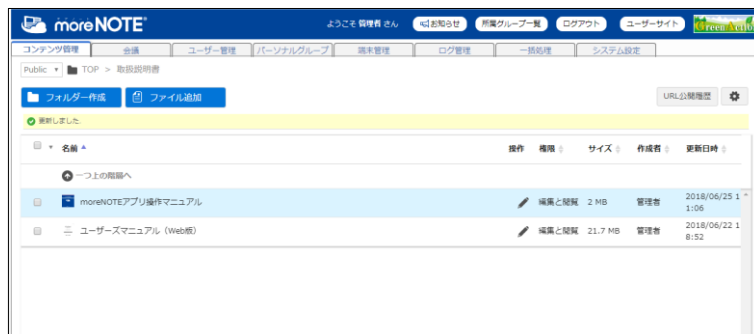 moreNOTE
ようこそ 管理者 さん お知らせ 所属グループ一覧 ログアウト ユーザーサイト
コンテンツ管理 会議 ユーザー管理 パーソナルグループ 端末管理 ログ管理 一括処理 システム設定
Public TOP > 取扱説明書
フォルダー作成 ファイル追加 URL公開履歴
更新しました.
名前 操作 権限 サイズ 作成者 更新日時
一つ上の階層へ
moreNOTEアプリ操作マニュアル 編集と閲覧 2 MB 管理者 2018/06/25 1
1:06
ユーザーズマニュアル（Web版） 編集と閲覧 21.7 MB 管理者 2018/06/22 1
8:52